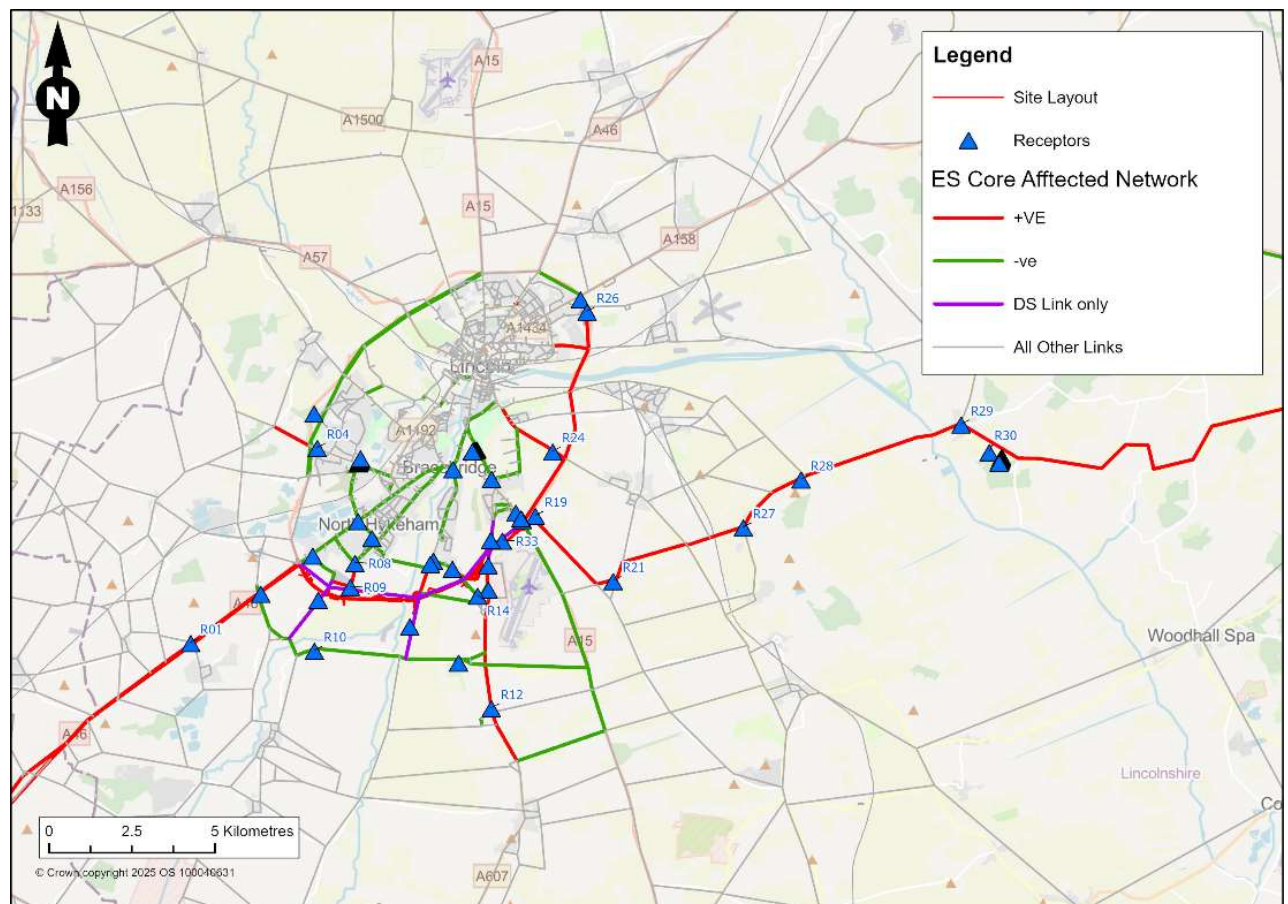 N
Legend
Site Layout
Receptors
ES Core Afftected Network
+VE
-ve
DS Link only
All Other Links
A15
A46
A1500
A156
1133
A15
A158
A57
R26
A1434
Lincoln
R04
A1192
R24
R29
R30
Bracebridge
R28
North Hykeham
R19
R27
R33
R08
R09
R21
R14
A46
R01
R10
A15
Woodhall Spa
R12
A46
Lincolnshire
Co
0 2.5 5 Kilometres
© Crown copyright 2025 OS 100040631
A607